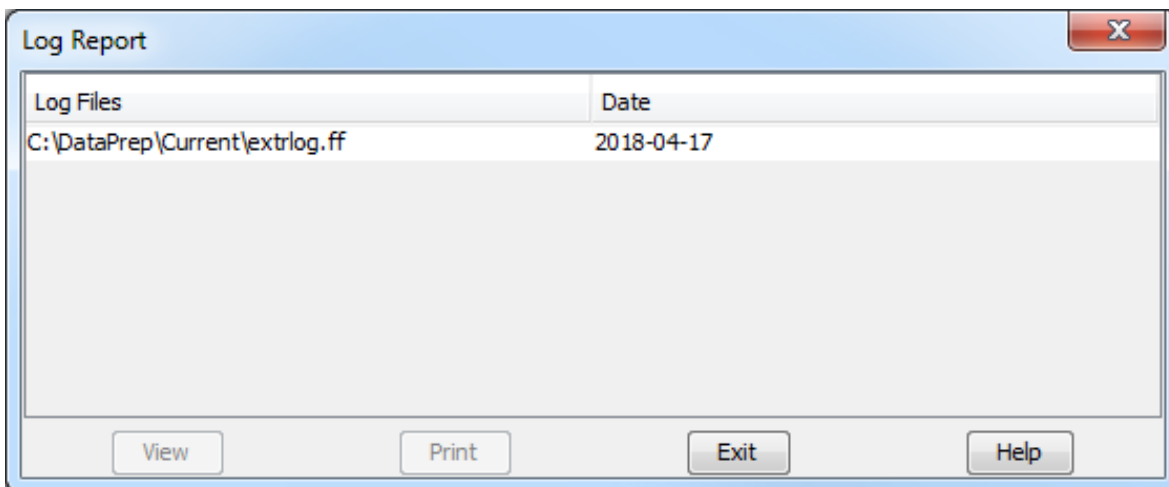 Log Report
Log Files Date
C:\DataPrep\Current\extrlog.ff 2018-04-17
View Print Exit Help